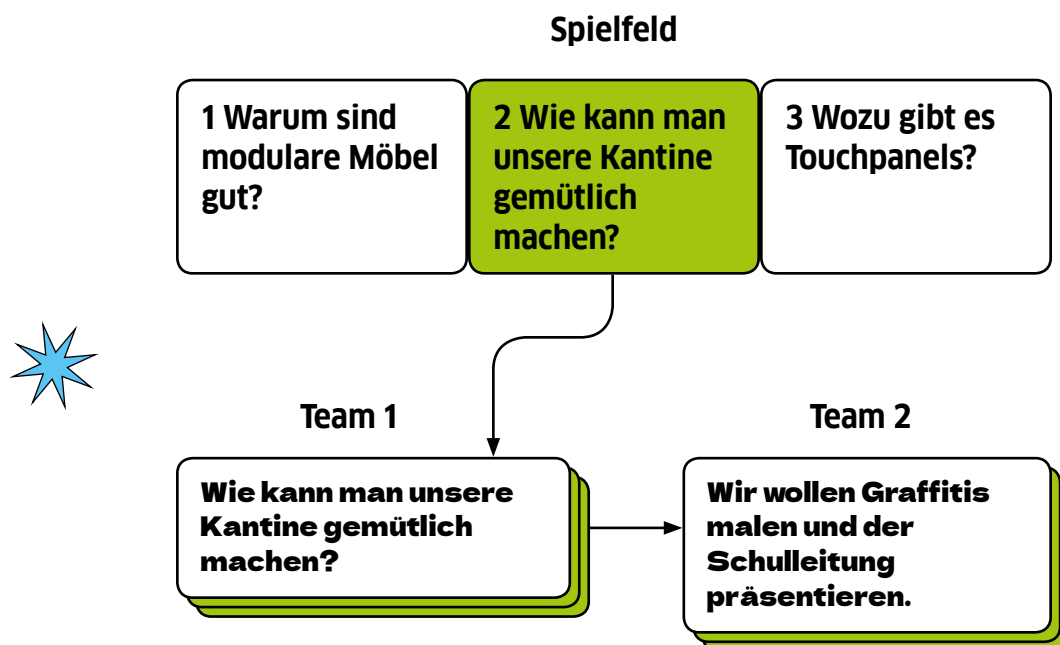 Spielfeld
1 Warum sind
modulare Möbel
gut?
2 Wie kann man
unsere Kantine
gemütlich
machen?
3 Wozu gibt es
Touchpanels?
Team 1
Wie kann man unsere
Kantine gemütlich
machen?
Team 2
Wir wollen Graffitis
malen und der
Schulleitung
präsentieren.